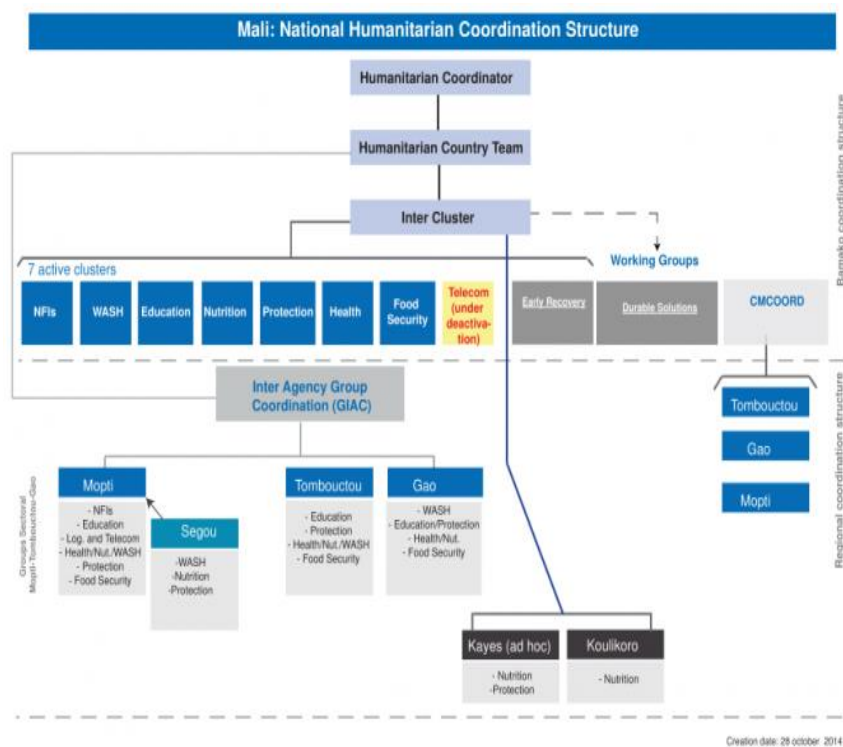 Mali: National Humanitarian Coordination Structure
Humanitarian Coordinator
Humanitarian Country Team
Inter Cluster
Bamako coordination structure
7 active clusters
Working Groups
NFIs
WASH
Education
Nutrition
Protection
Health
Food
Security
Telecom
(under
deactiva-
tion)
Early Recovery
Durable Solutions
CMCOORD
Inter Agency Group
Coordination (GIAC)
Tombouctou
Gao
Mopti
Regional coordination structure
Groups Sectoral
Mopti-Tombouctou-Gao
Mopti
- NFIs
- Education
- Log. and Telecom
- Health/Nut./WASH
- Protection
- Food Security
Segou
-WASH
-Nutrition
-Protection
Tombouctou
- Education
- Protection
- Health/Nut./WASH
- Food Security
Gao
- WASH
- Education/Protection
- Health/Nut.
- Food Security
Kayes (ad hoc)
- Nutrition
-Protection
Koulikoro
- Nutrition
Creation date: 28 october 2014